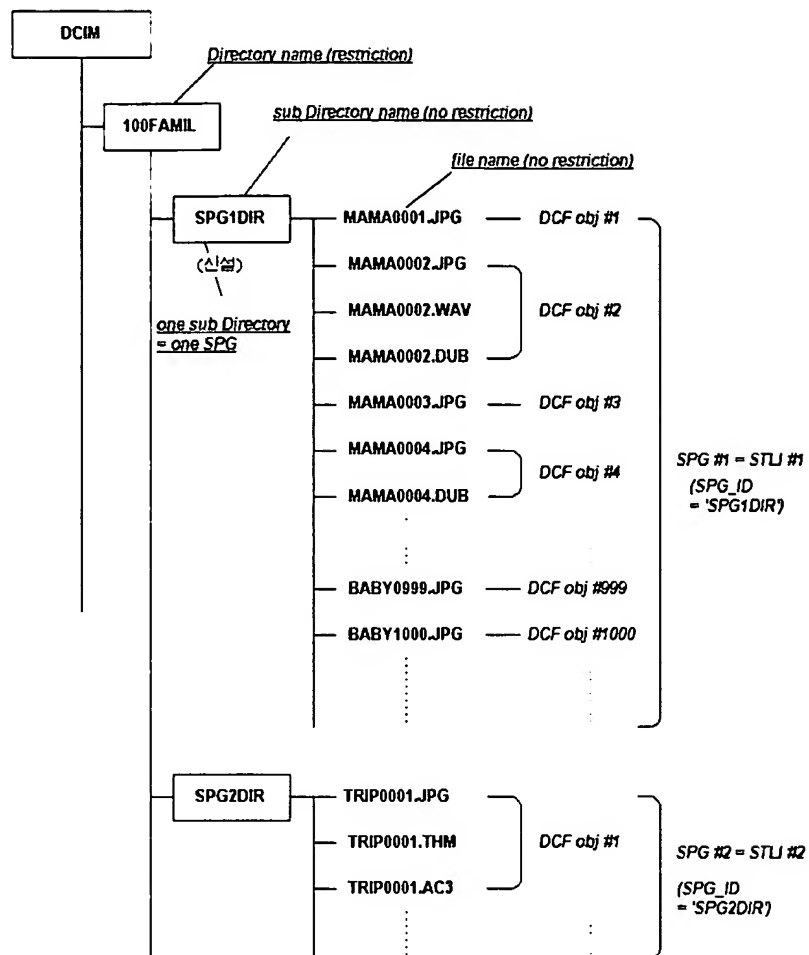 DCIM
Directory name (restriction)
100FAMIL
sub Directory name (no restriction)
file name (no restriction)
SPG1DIR
(신설)
one sub Directory
= one SPG
MAMA0001.JPG
DCF obj #1
MAMA0002.JPG
MAMA0002.WAV
DCF obj #2
MAMA0002.DUB
MAMA0003.JPG
DCF obj #3
MAMA0004.JPG
DCF obj #4
MAMA0004.DUB
BABY0999.JPG
DCF obj #999
BABY1000.JPG
DCF obj #1000
SPG #1 = STLI #1
(SPG_ID
= 'SPG1DIR')
SPG2DIR
TRIP0001.JPG
TRIP0001.THM
DCF obj #1
TRIP0001.AC3
SPG #2 = STLI #2
(SPG_ID
= 'SPG2DIR')